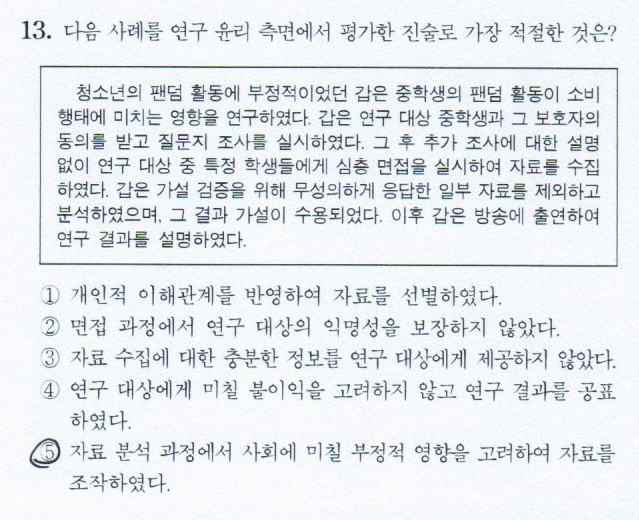 13. 다음 사례를 연구 윤리 측면에서 평가한 진술로 가장 적절한 것은?
청소년의 팬덤 활동에 부정적이었던 갑은 중학생의 팬덤 활동이 소비
행태에 미치는 영향을 연구하였다. 갑은 연구 대상 중학생과 그 보호자의
동의를 받고 질문지 조사를 실시하였다. 그 후 추가 조사에 대한 설명
없이 연구 대상 중 특정 학생들에게 심층 면접을 실시하여 자료를 수집
하였다. 갑은 가설 검증을 위해 무성의하게 응답한 일부 자료를 제외하고
분석하였으며, 그 결과 가설이 수용되었다. 이후 갑은 방송에 출연하여
연구 결과를 설명하였다.
① 개인적 이해관계를 반영하여 자료를 선별하였다.
② 면접 과정에서 연구 대상의 익명성을 보장하지 않았다.
③ 자료 수집에 대한 충분한 정보를 연구 대상에게 제공하지 않았다.
④ 연구 대상에게 미칠 불이익을 고려하지 않고 연구 결과를 공표
하였다.
⑤ 자료 분석 과정에서 사회에 미칠 부정적 영향을 고려하여 자료를
조작하였다.